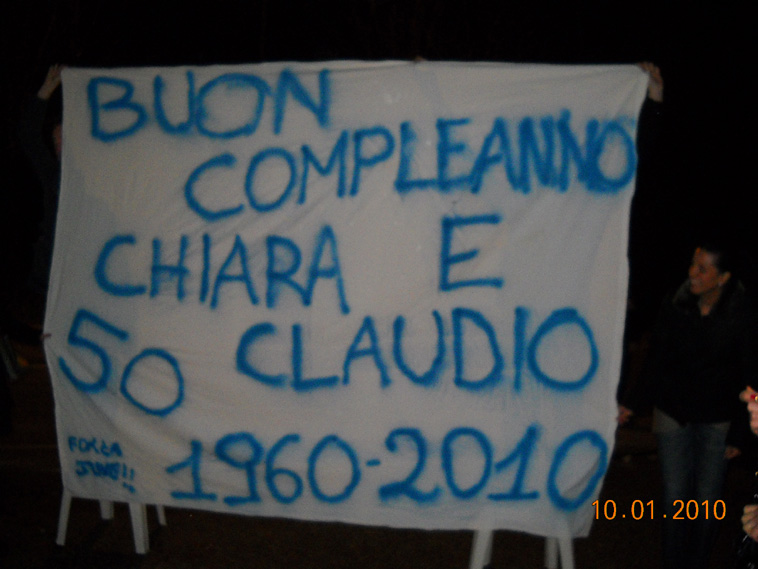 BUON
COMPLEANNO
CHIARA E
50 CLAUDIO
FORZA
JUVE!!
1960-2010
10.01.2010